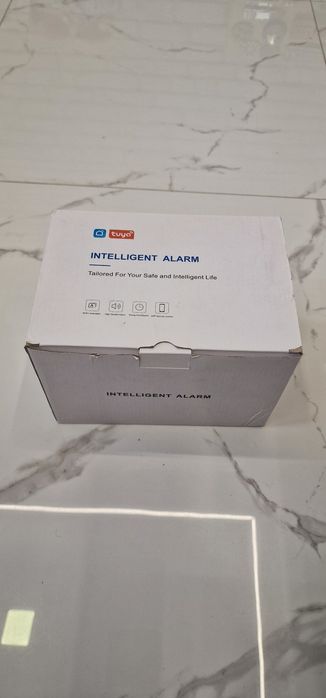 tuya
INTELLIGENT ALARM
Tailored For Your Safe and Intelligent Life
INTELLIGENT ALARM